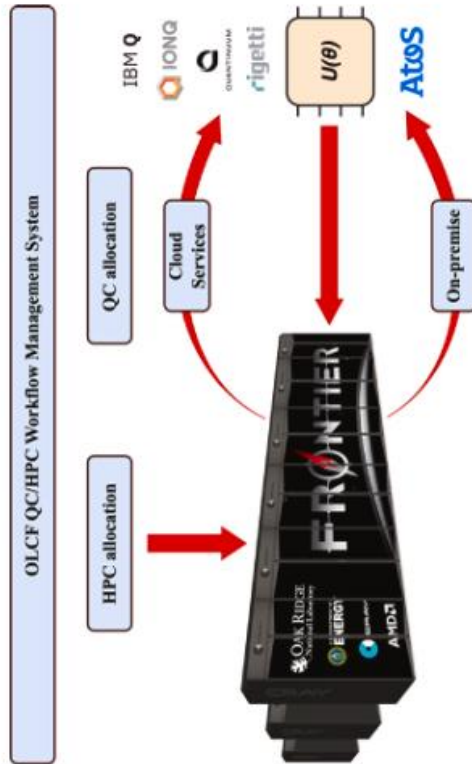 OLCF QC/HPC Workflow Management System
HPC allocation
QC allocation
Cloud
Services
IBM Q
IONQ
QUANTINUUM
rigetti
U(θ)
FRONTIER
OAK RIDGE
National Laboratory
ENERGY
AMD
On-premise
Atos